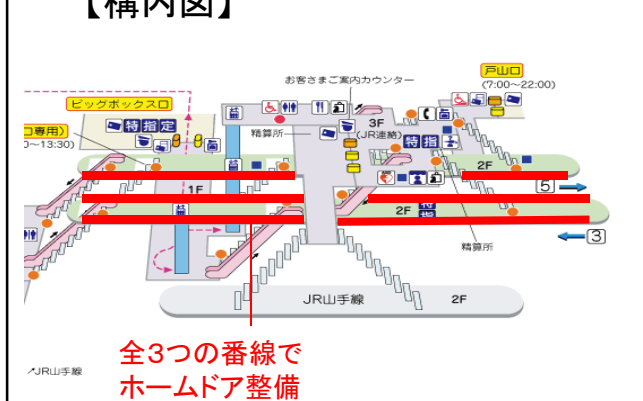 【構内図】
お客さまご案内カウンター
戸山口
(7:00～22:00)
ビッグボックス口
特 指 定
口専用)
0～13:30)
精算所
3F
(JR連絡)
特 指
2F
1F
5
2F
特
指
3
精算所
JR山手線
2F
JR山手線
全3つの番線で
ホームドア整備